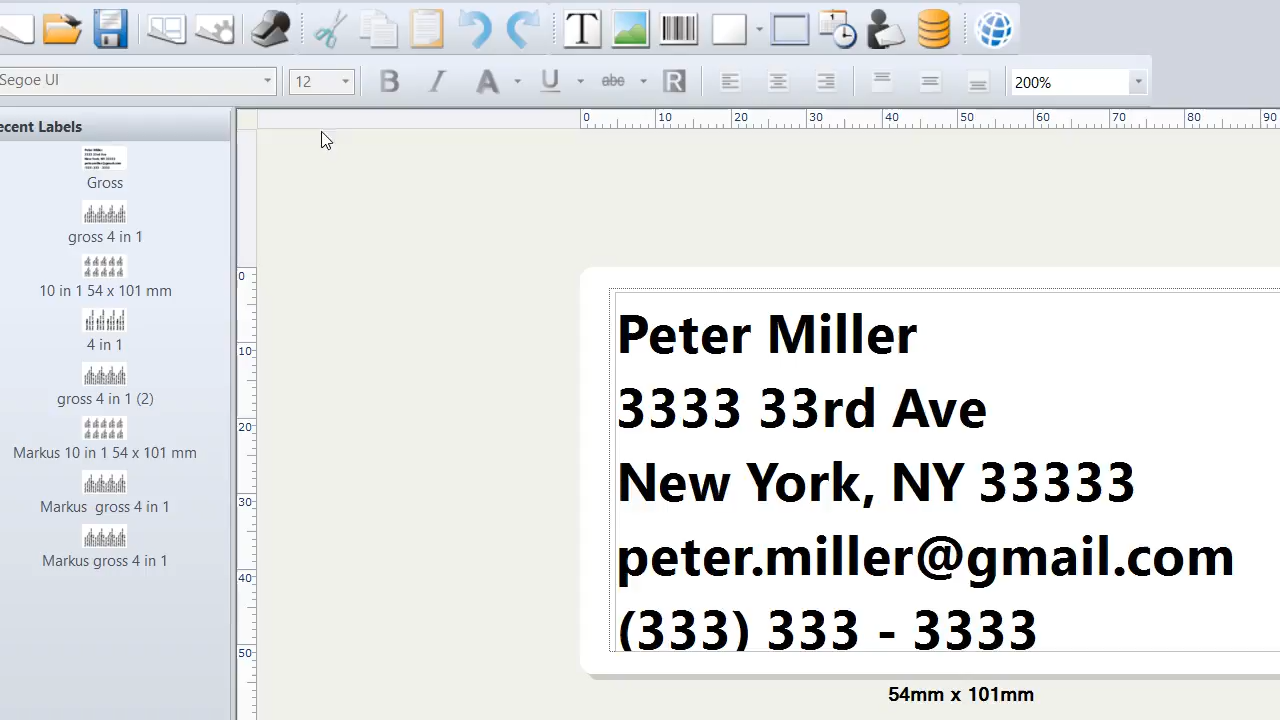 Segoe UI
12
200%
ecent Labels
Gross
gross 4 in 1
10 in 1 54 x 101 mm
4 in 1
gross 4 in 1 (2)
Markus 10 in 1 54 x 101 mm
Markus  gross 4 in 1
Markus gross 4 in 1
0 10 20 30 40 50 60 70 80 90
0
10
20
30
40
50
Peter Miller
3333 33rd Ave
New York, NY 33333
peter.miller@gmail.com
(333) 333 - 3333
54mm x 101mm